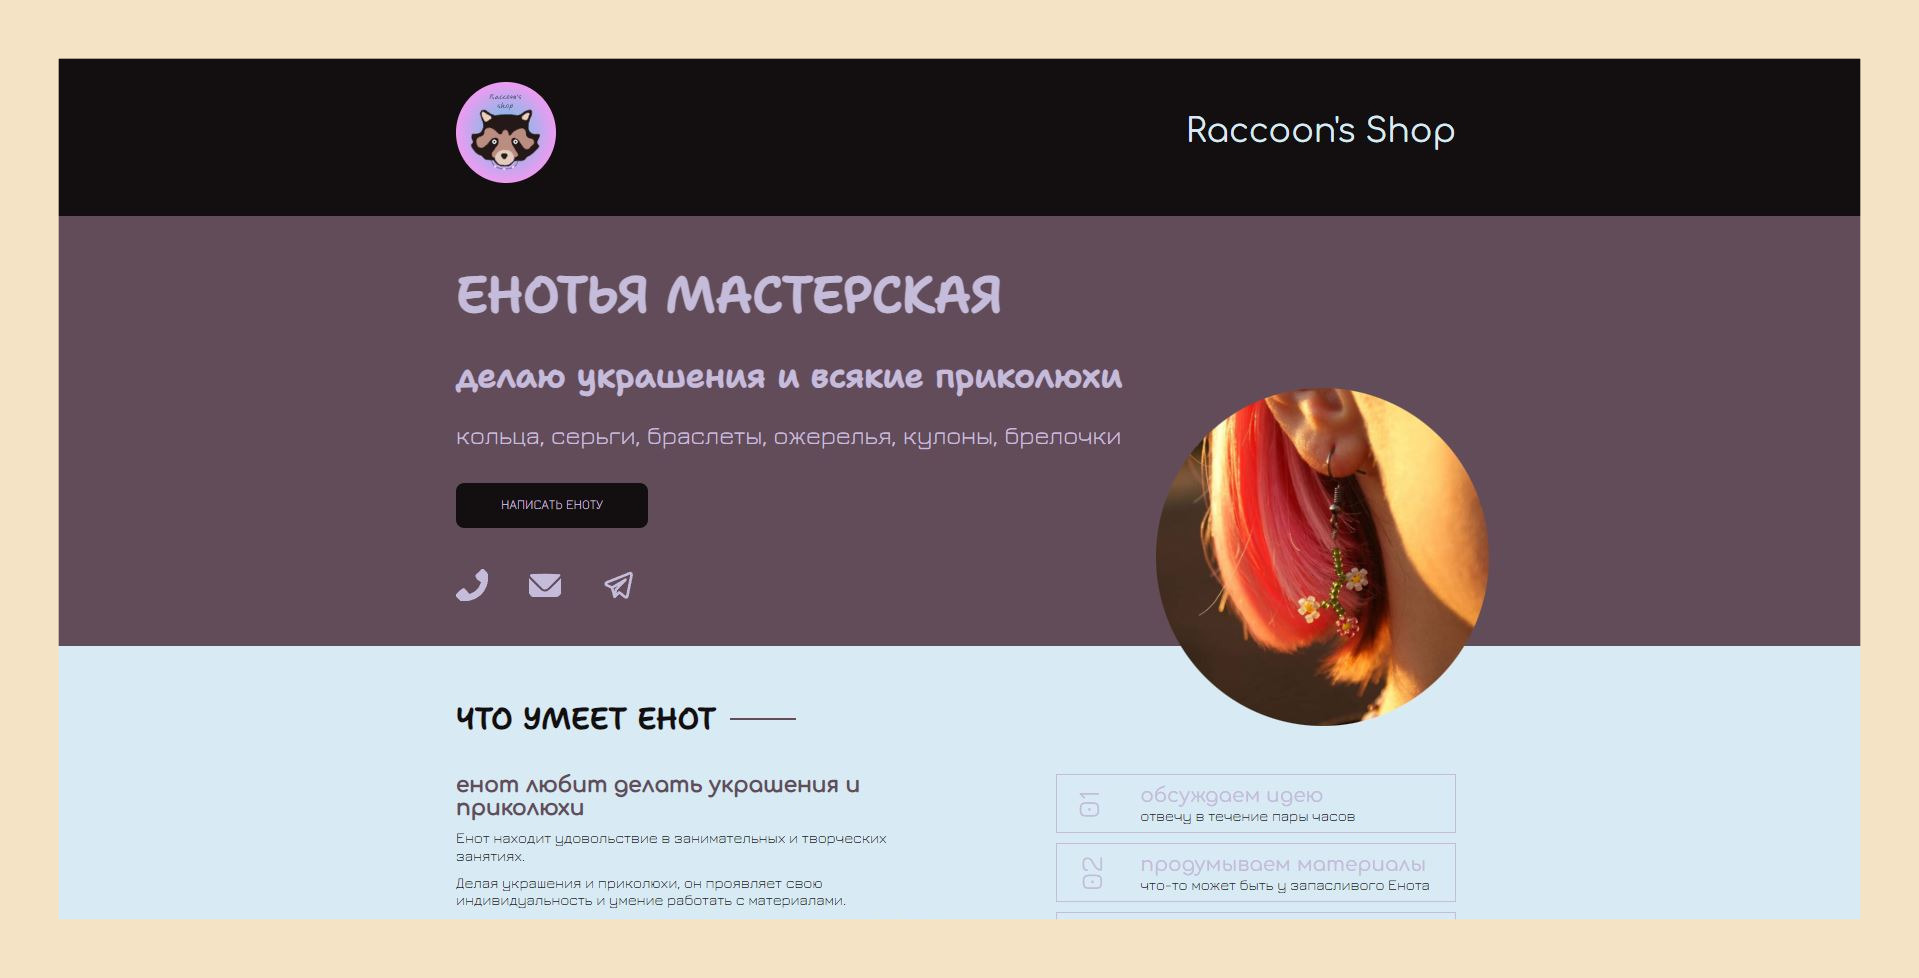 Raccoon's
shop
Raccoon's Shop
ЕНОТЬЯ МАСТЕРСКАЯ
делаю украшения и всякие приколюхи
кольца, серьги, браслеты, ожерелья, кулоны, брелочки
НАПИСАТЬ ЕНОТУ
ЧТО УМЕЕТ ЕНОТ
енот любит делать украшения и
приколюхи
Енот находит удовольствие в занимательных и творческих
занятиях.
Делая украшения и приколюхи, он проявляет свою
индивидуальность и умение работать с материалами.
01
обсуждаем идею
отвечу в течение пары часов
02
продумываем материалы
что-то может быть у запасливого Енота